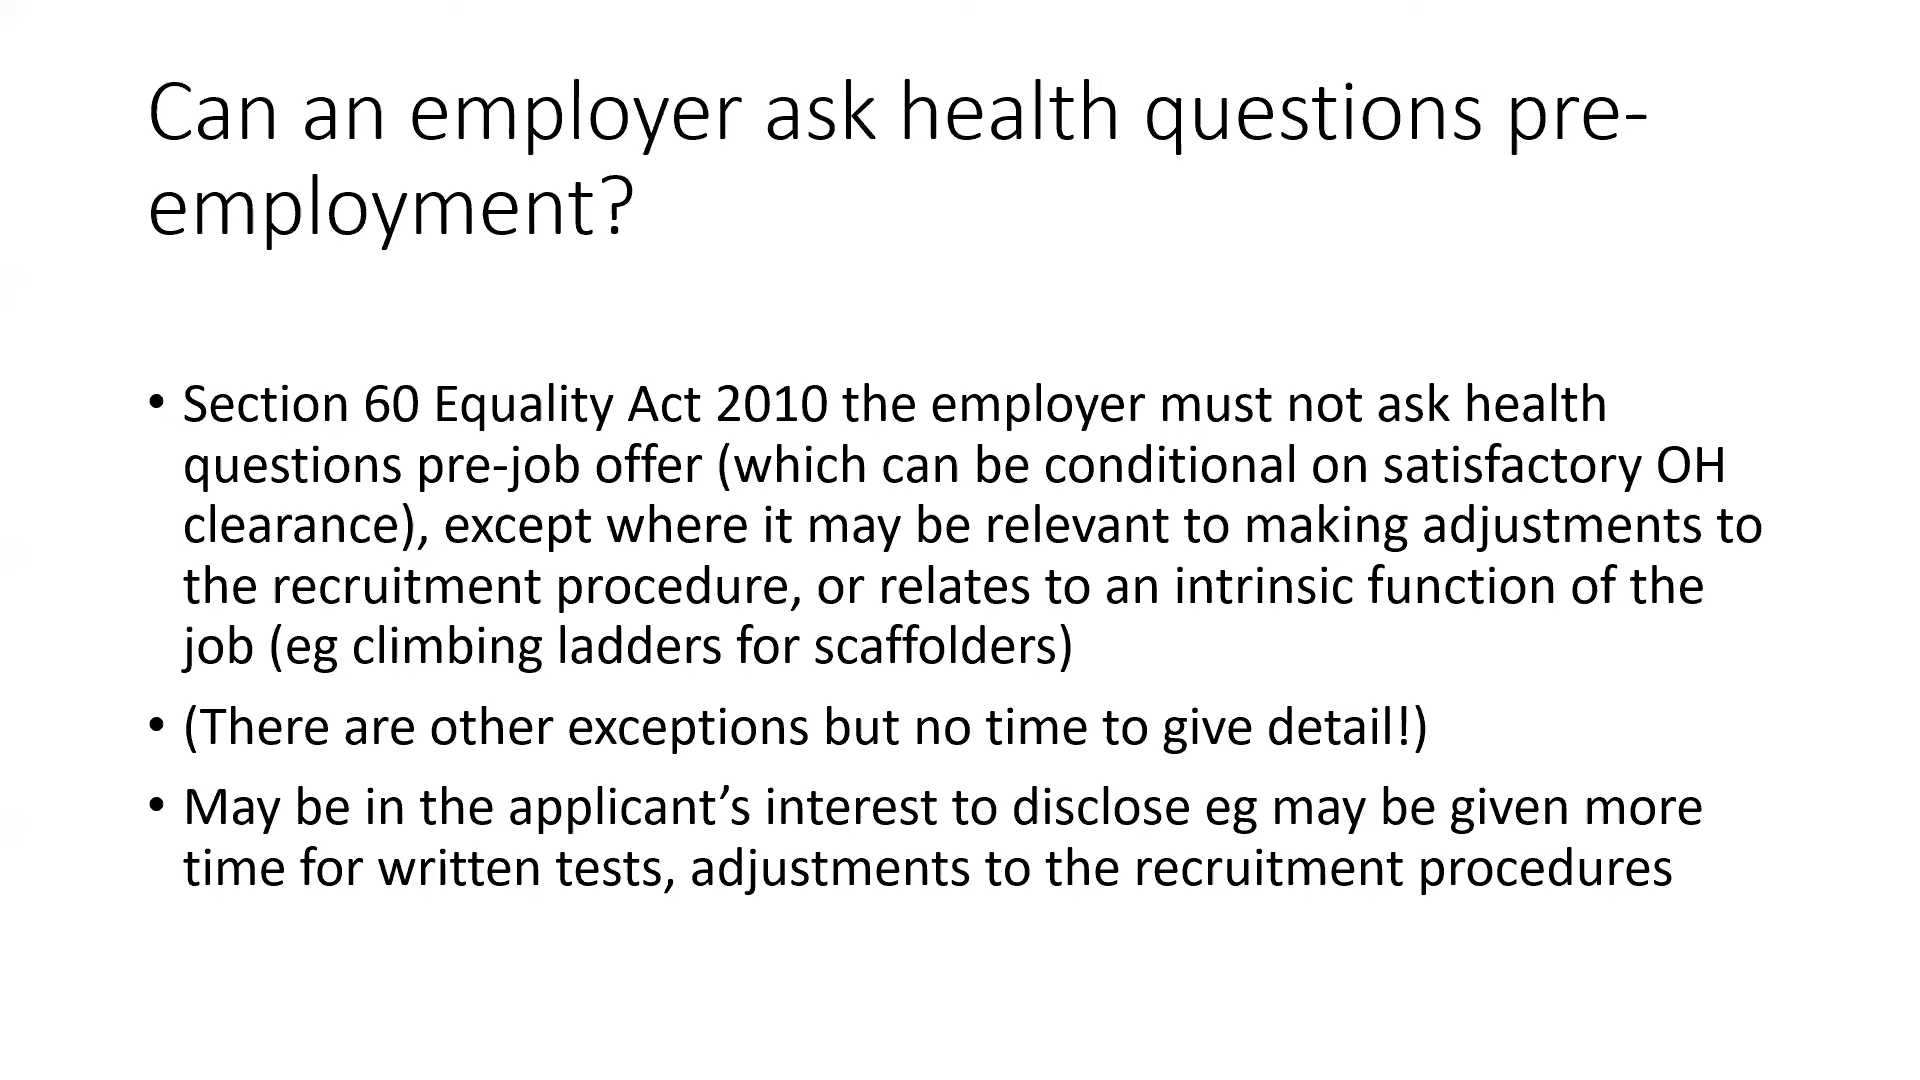 Can an employer ask health questions pre-
employment?
• Section 60 Equality Act 2010 the employer must not ask health
questions pre-job offer (which can be conditional on satisfactory OH
clearance), except where it may be relevant to making adjustments to
the recruitment procedure, or relates to an intrinsic function of the
job (eg climbing ladders for scaffolders)
• (There are other exceptions but no time to give detail!)
• May be in the applicant’s interest to disclose eg may be given more
time for written tests, adjustments to the recruitment procedures